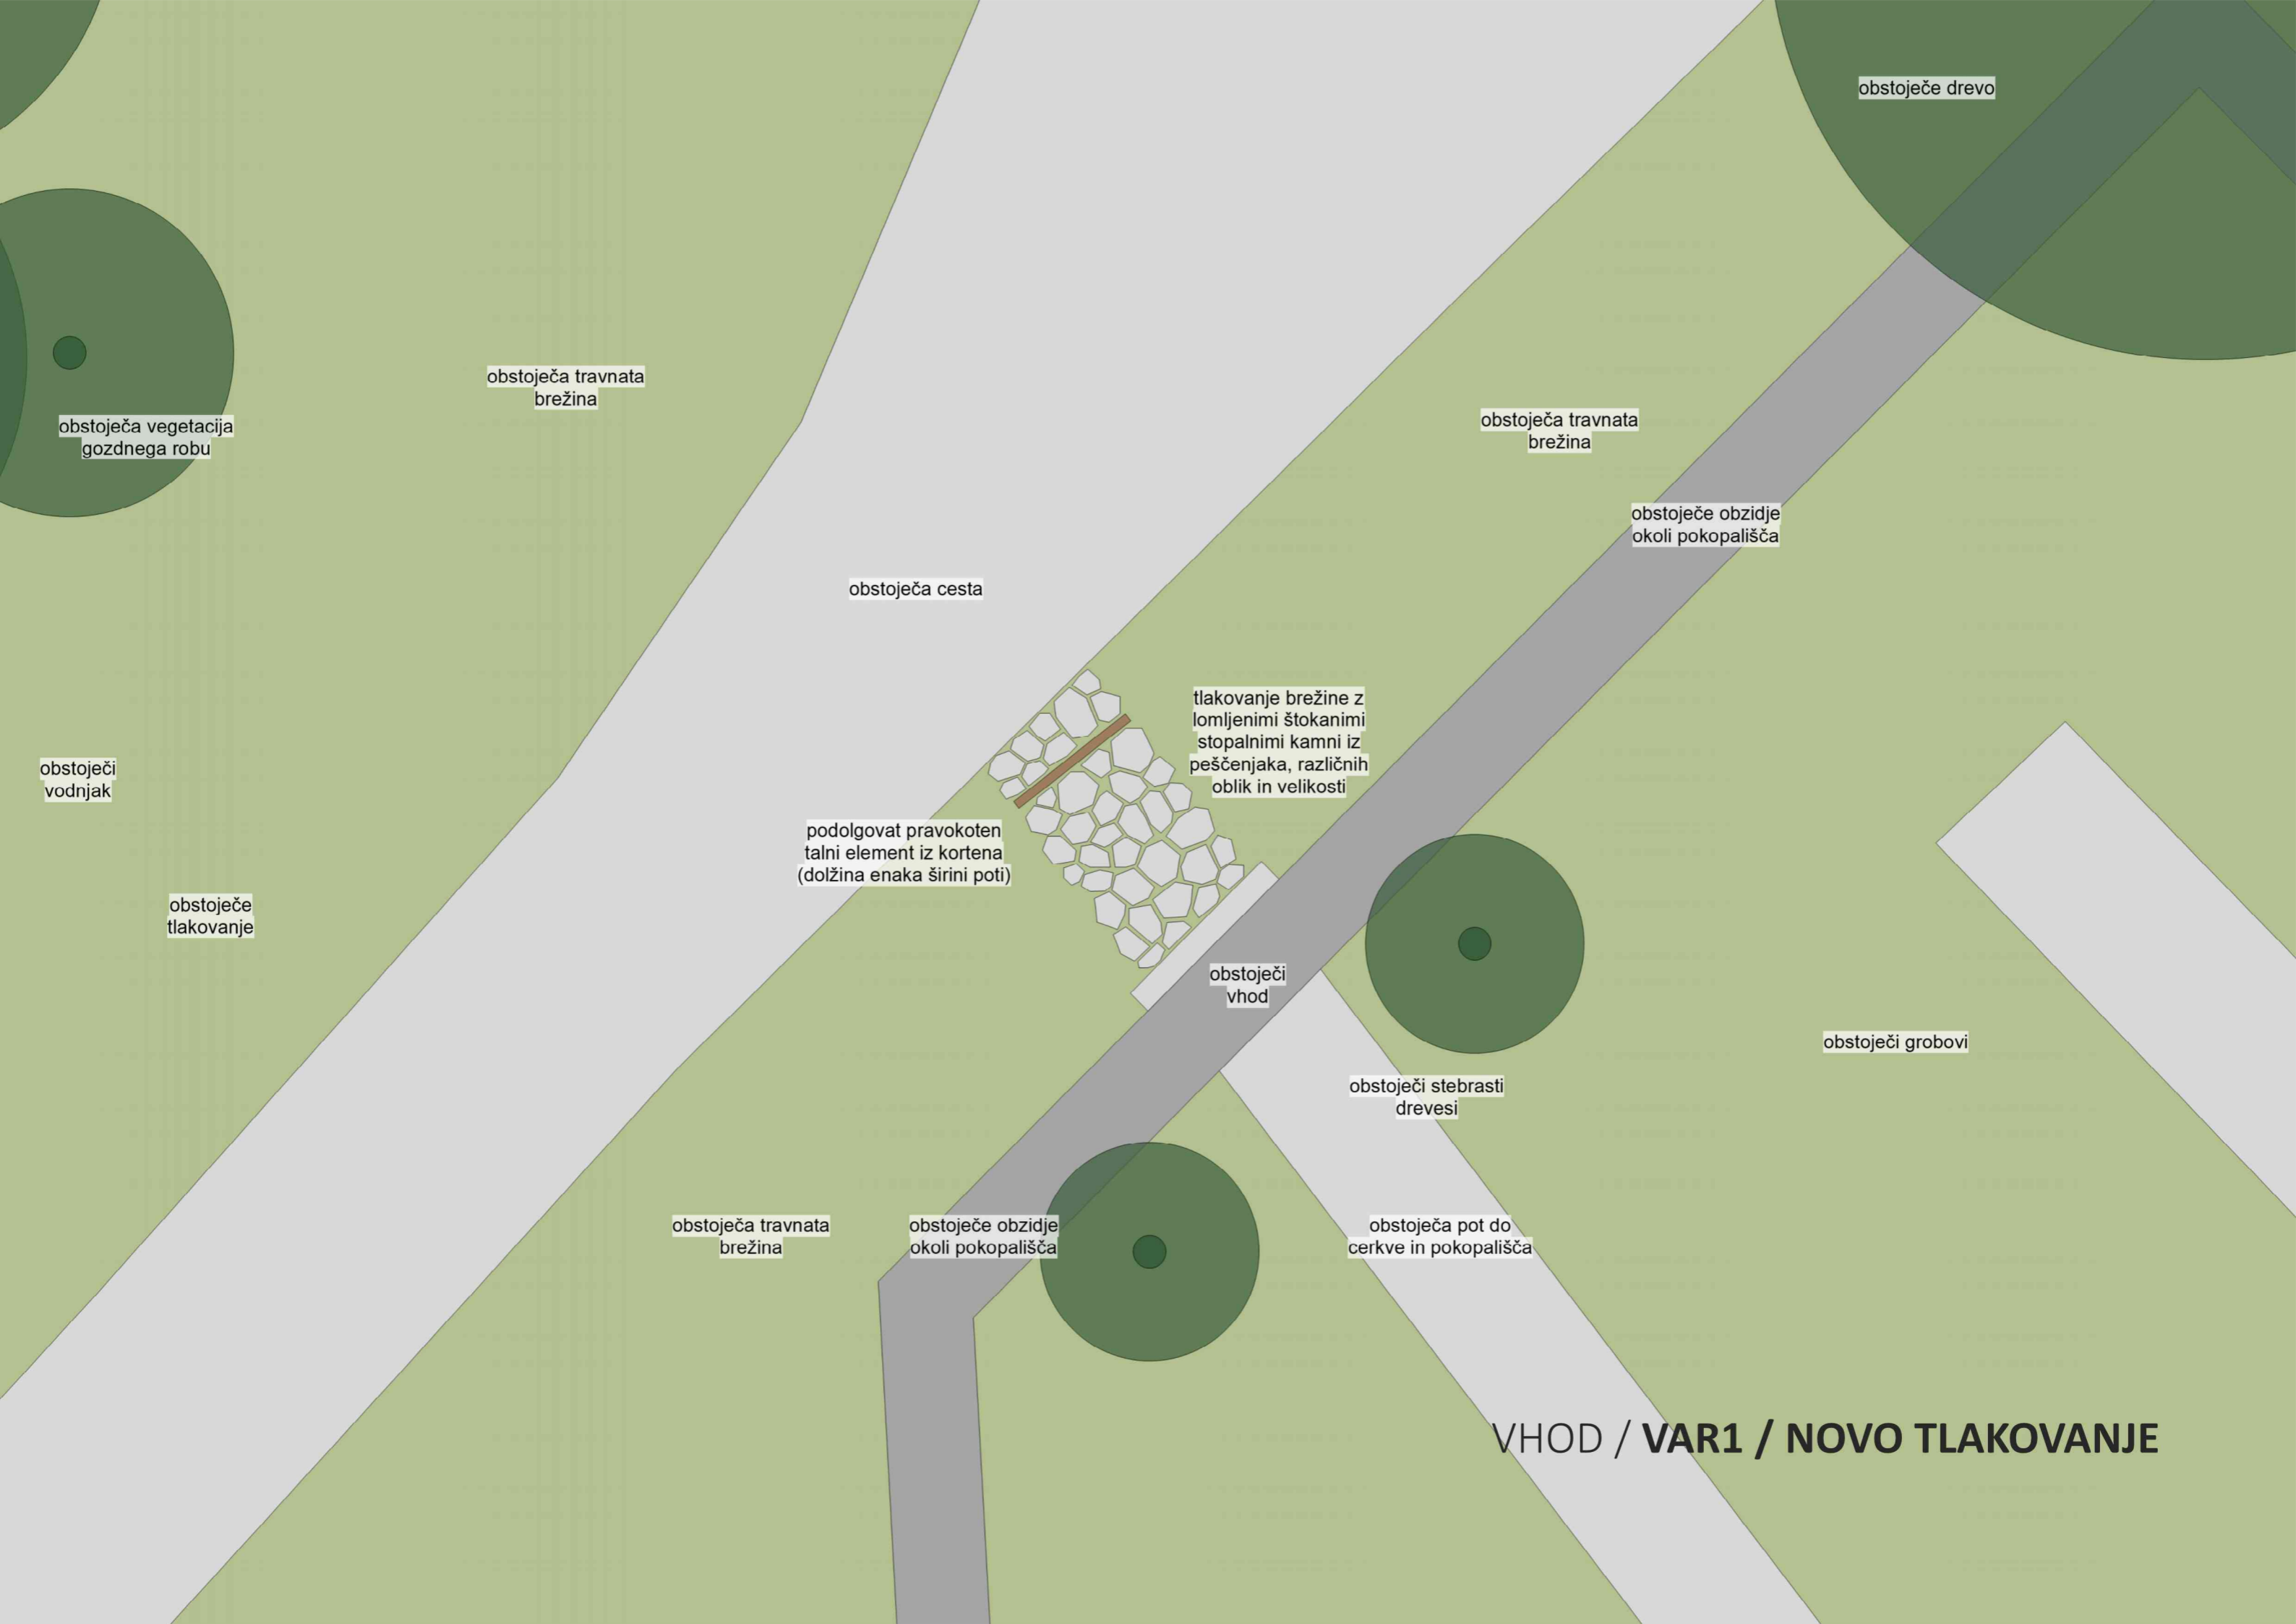 obstoječe drevo
obstoječa travnata
brežina
obstoječa vegetacija
gozdnega robu
obstoječa travnata
brežina
obstoječe obzidje
okoli pokopališča
obstoječa cesta
tlakovanje brežine z
lomljenimi štokanimi
stopalnimi kamni iz
peščenjaka, različnih
oblik in velikosti
obstoječi
vodnjak
podolgovat pravokoten
talni element iz kortena
(dolžina enaka širini poti)
obstoječe
tlakovanje
obstoječi
vhod
obstoječi grobovi
obstoječi stebrasti
drevesi
obstoječa travnata
brežina
obstoječe obzidje
okoli pokopališča
obstoječa pot do
cerkve in pokopališča
VHOD / VAR1 / NOVO TLAKOVANJE